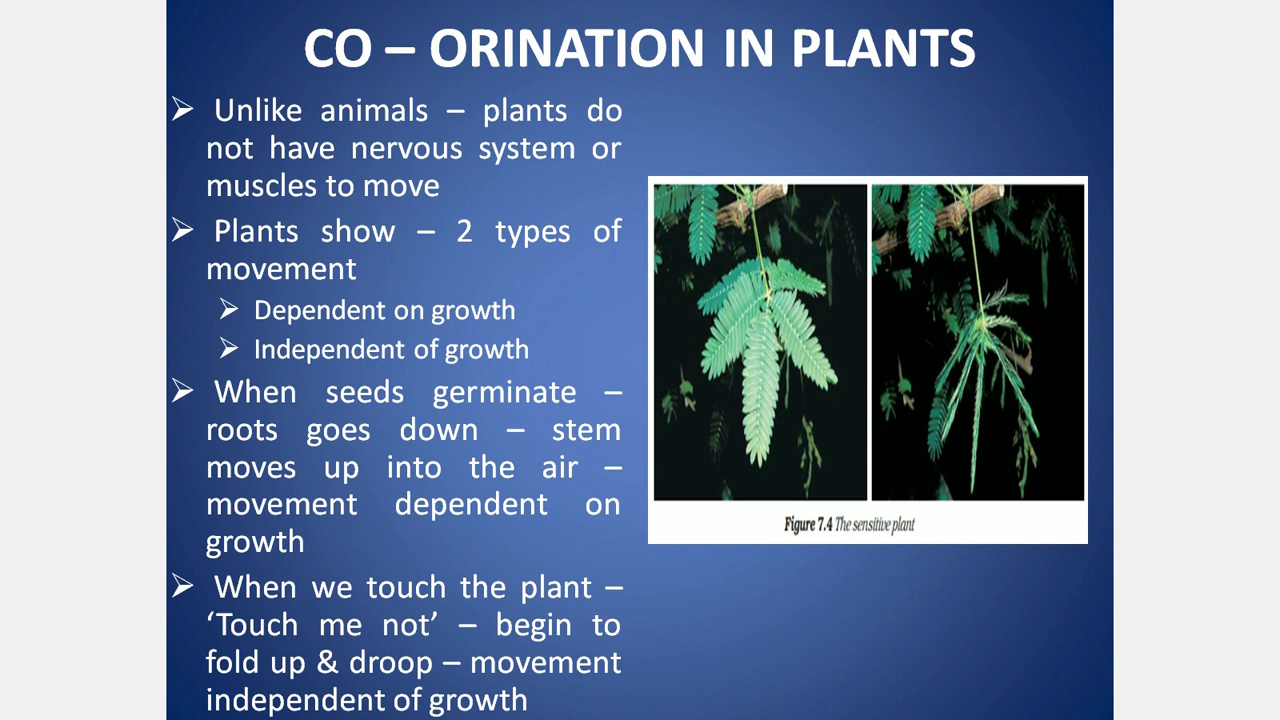 CO – ORINATION IN PLANTS
➢ Unlike animals – plants do
not have nervous system or
muscles to move
➢ Plants show – 2 types of
movement
➢ Dependent on growth
➢ Independent of growth
➢ When seeds germinate –
roots goes down – stem
moves up into the air –
movement dependent on
growth
➢ When we touch the plant –
‘Touch me not’ – begin to
fold up & droop – movement
independent of growth
Figure 7.4 The sensitive plant